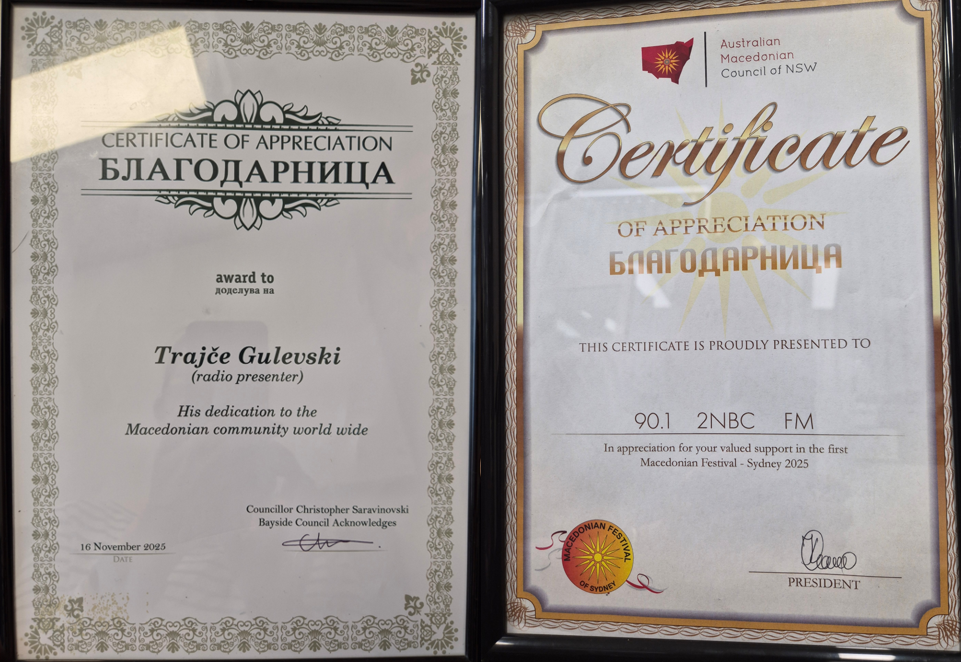 CERTIFICATE OF APPRECIATION
БЛАГОДАРНИЦА
award to
доделува на
Trajče Gulevski
(radio presenter)
His dedication to the
Macedonian community world wide
Councillor Christopher Saravinovski
Bayside Council Acknowledges
16 November 2025
DATE
Australian
Macedonian
Council of NSW
Certificate
OF APPRECIATION
БЛАГОДАРНИЦА
THIS CERTIFICATE IS PROUDLY PRESENTED TO
90.1 2NBC FM
In appreciation for your valued support in the first
Macedonian Festival - Sydney 2025
MACEDONIAN FESTIVAL
OF SYDNEY
PRESIDENT